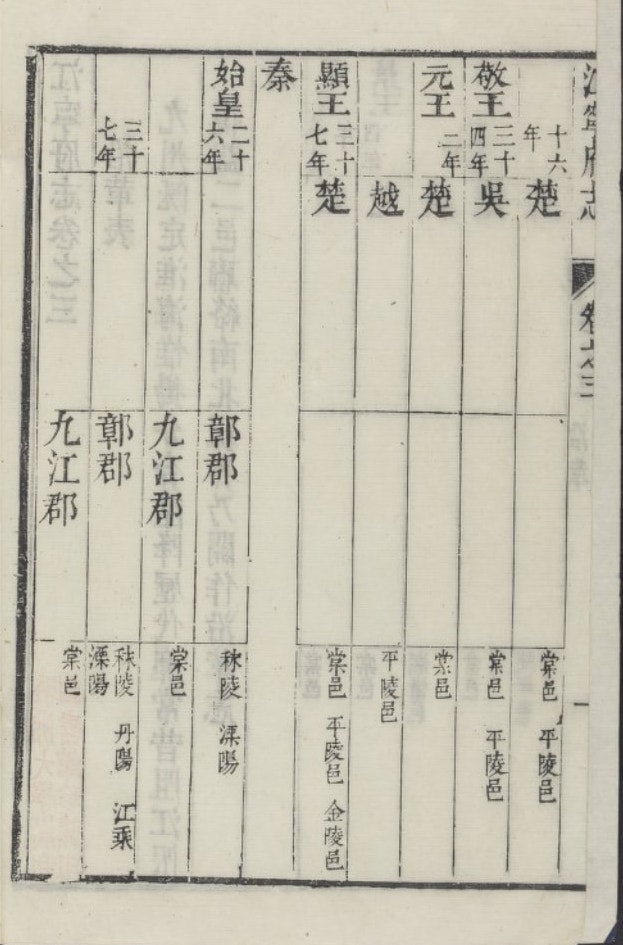 江寧府志 卷之三 一
十六年 楚 棠邑 平陵邑
敬王三十四年 吳 棠邑 平陵邑
元王二年 楚 棠邑
越 平陵邑
顯王三十七年 楚 棠邑 平陵邑 金陵邑
秦
始皇二十六年 鄣郡 秣陵 溧陽
九江郡 棠邑
三十七年 鄣郡 秣陵 丹陽 江乘 溧陽
九江郡 棠邑